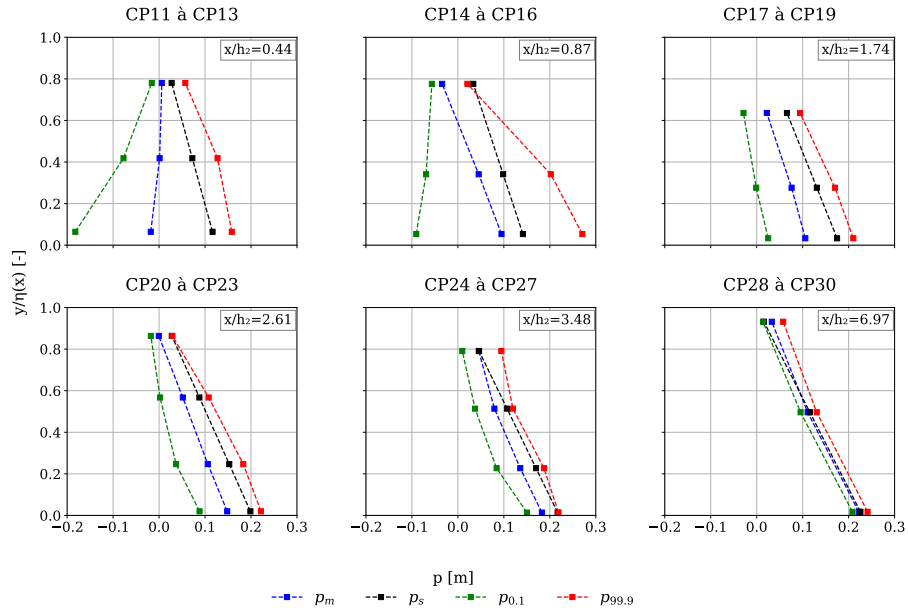 CP11 à CP13
CP14 à CP16
CP17 à CP19
1.0
0.8
0.6
0.4
0.2
0.0
x/h₂=0.44
x/h₂=0.87
x/h₂=1.74
y/η(x) [-]
CP20 à CP23
CP24 à CP27
CP28 à CP30
1.0
0.8
0.6
0.4
0.2
0.0
x/h₂=2.61
x/h₂=3.48
x/h₂=6.97
−0.2 −0.1 0.0 0.1 0.2 0.3
−0.2 −0.1 0.0 0.1 0.2 0.3
−0.2 −0.1 0.0 0.1 0.2 0.3
p [m]
pₘ pₛ p₀.₁ p₉₉.₉